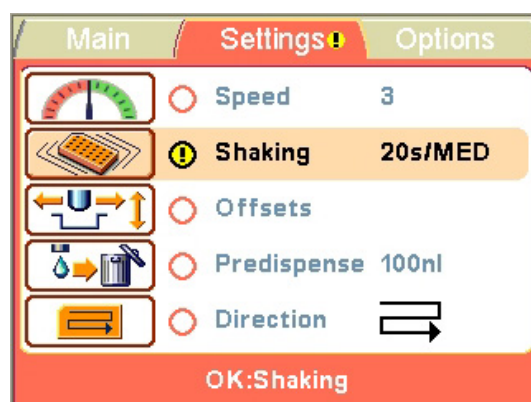 Main Settings! Options
Speed 3
! Shaking 20s/MED
Offsets
Predispense 100nl
Direction
OK:Shaking